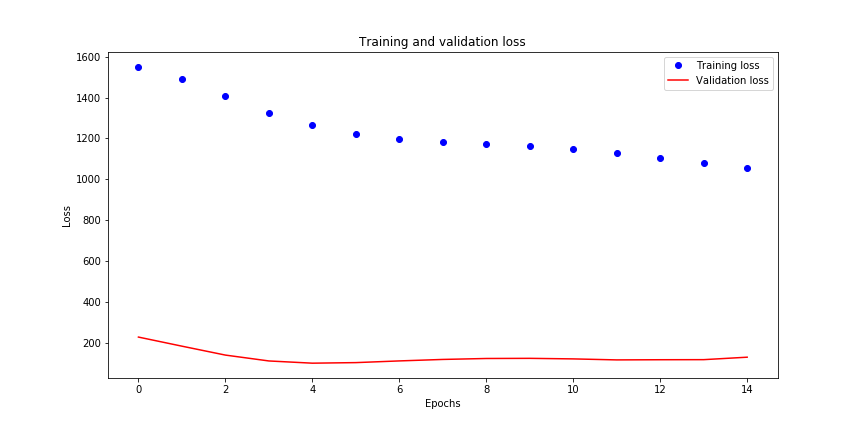 Training and validation loss
1600
1400
1200
1000
800
600
400
200
Loss
Training loss
Validation loss
0 2 4 6 8 10 12 14
Epochs